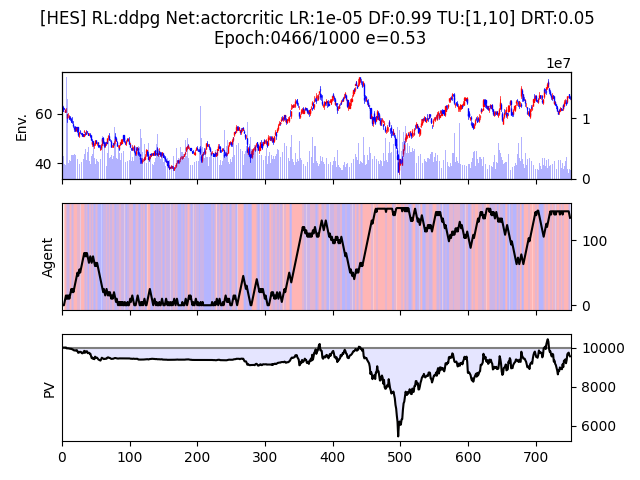 [HES] RL:ddpg Net:actorcritic LR:1e-05 DF:0.99 TU:[1,10] DRT:0.05
Epoch:0466/1000 e=0.53
1e7
Env.
60
40
1
0
Agent
100
0
PV
10000
8000
6000
0 100 200 300 400 500 600 700